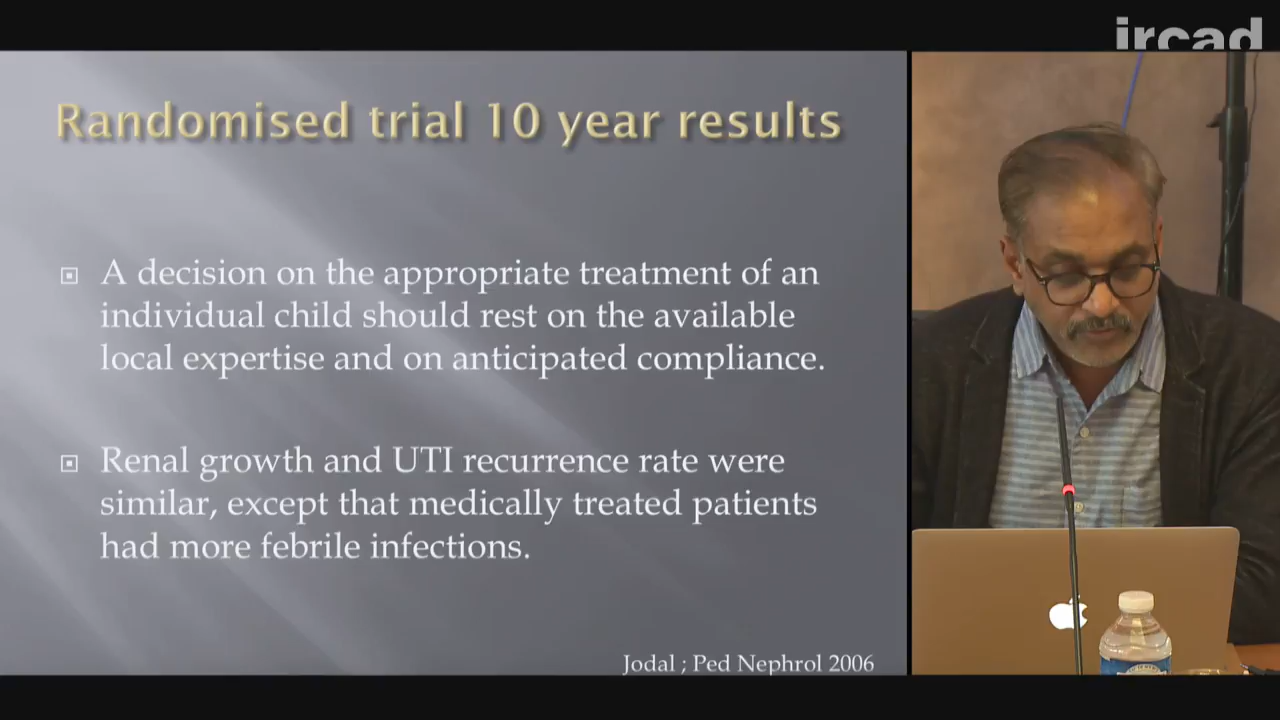 ircad
Randomised trial 10 year results
A decision on the appropriate treatment of an
individual child should rest on the available
local expertise and on anticipated compliance.
Renal growth and UTI recurrence rate were
similar, except that medically treated patients
had more febrile infections.
Jodal ; Ped Nephrol 2006